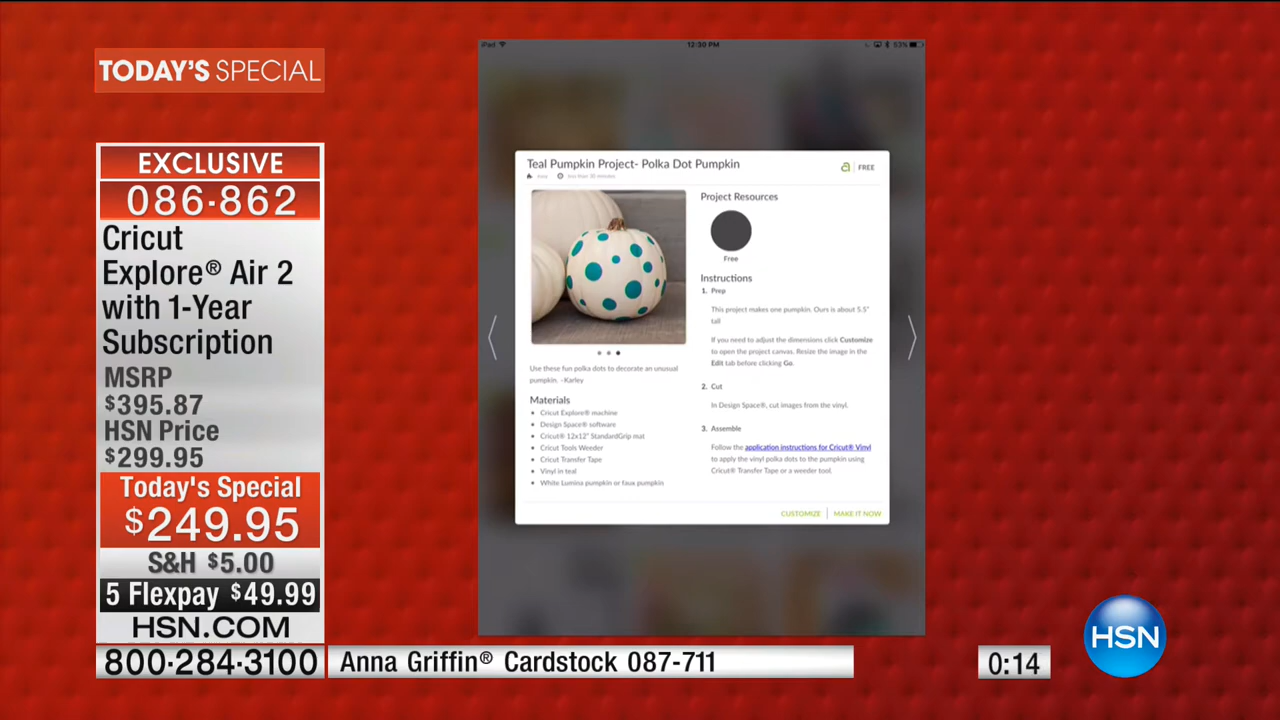 TODAY'S SPECIAL
EXCLUSIVE
086-862
Cricut
Explore® Air 2
with 1-Year
Subscription
MSRP
$395.87
HSN Price
$299.95
Today's Special
$249.95
S&H $5.00
5 Flexpay $49.99
HSN.COM
800-284-3100
Anna Griffin® Cardstock 087-711
0:14
HSN
iPad
12:30 PM
53%
Teal Pumpkin Project- Polka Dot Pumpkin
less than 30 minutes
FREE
Use these fun polka dots to decorate an unusual
pumpkin. –Karley
Materials
Cricut Explore® machine
Design Space® software
Cricut® 12x12" StandardGrip mat
Cricut Tools Weeder
Cricut Transfer Tape
Vinyl in teal
White Lumina pumpkin or faux pumpkin
Project Resources
Free
Instructions
1. Prep
This project makes one pumpkin. Ours is about 5.5"
tall
If you need to adjust the dimensions click Customize
to open the project canvas. Resize the image in the
Edit tab before clicking Go.
2. Cut
In Design Space®, cut images from the vinyl.
3. Assemble
Follow the application instructions for Cricut® Vinyl
to apply the vinyl polka dots to the pumpkin using
Cricut® Transfer Tape or a weeder tool.
CUSTOMIZE | MAKE IT NOW